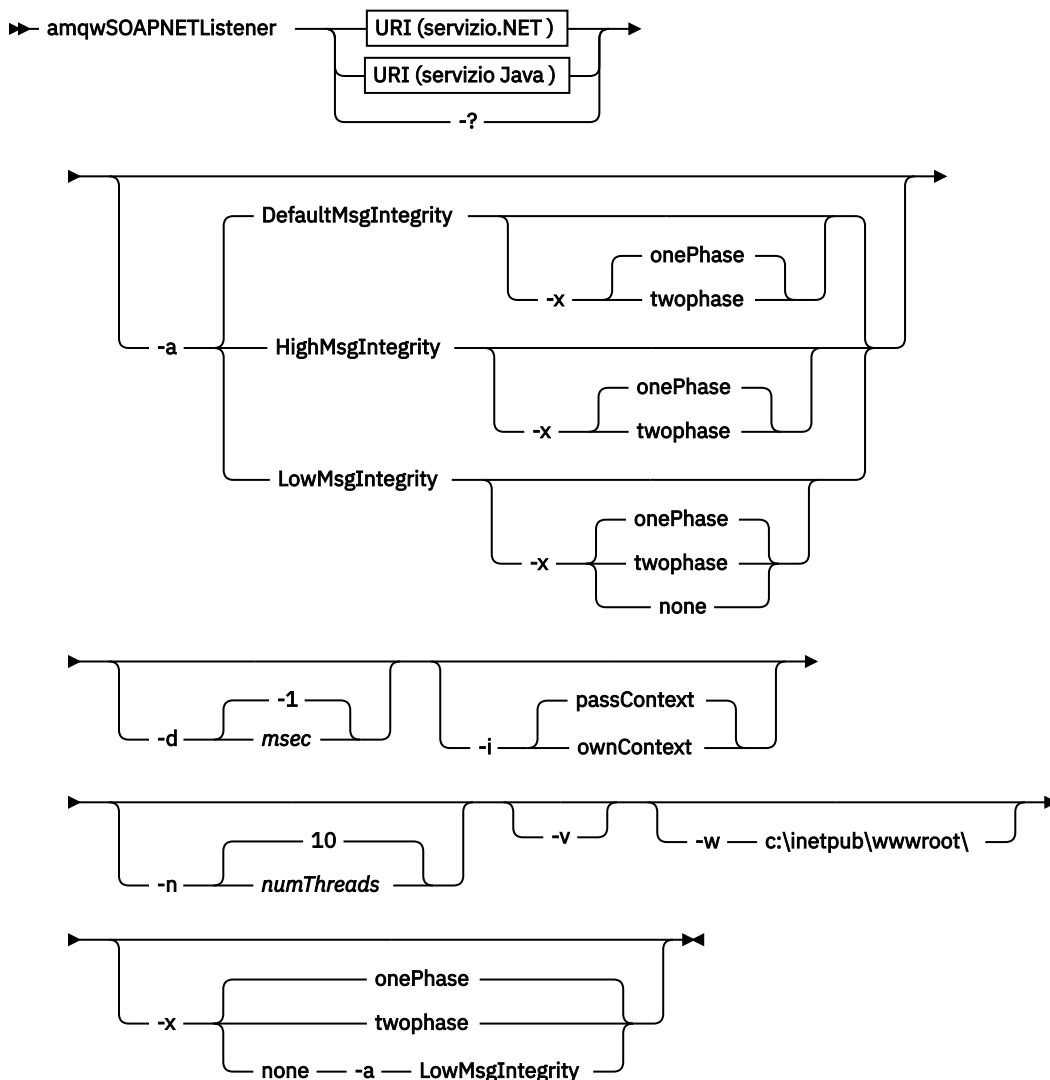 amqwSOAPNETListener URI (servizio.NET )
URI (servizio Java )
-?
DefaultMsgIntegrity
onePhase
-x twophase
-a HighMsgIntegrity
onePhase
-x twophase
LowMsgIntegrity
onePhase
-x twophase
none
-1 passContext
-d msec -i ownContext
10 -v -w c:\inetpub\wwwroot\
-n numThreads
onePhase
-x twophase
none -a LowMsgIntegrity